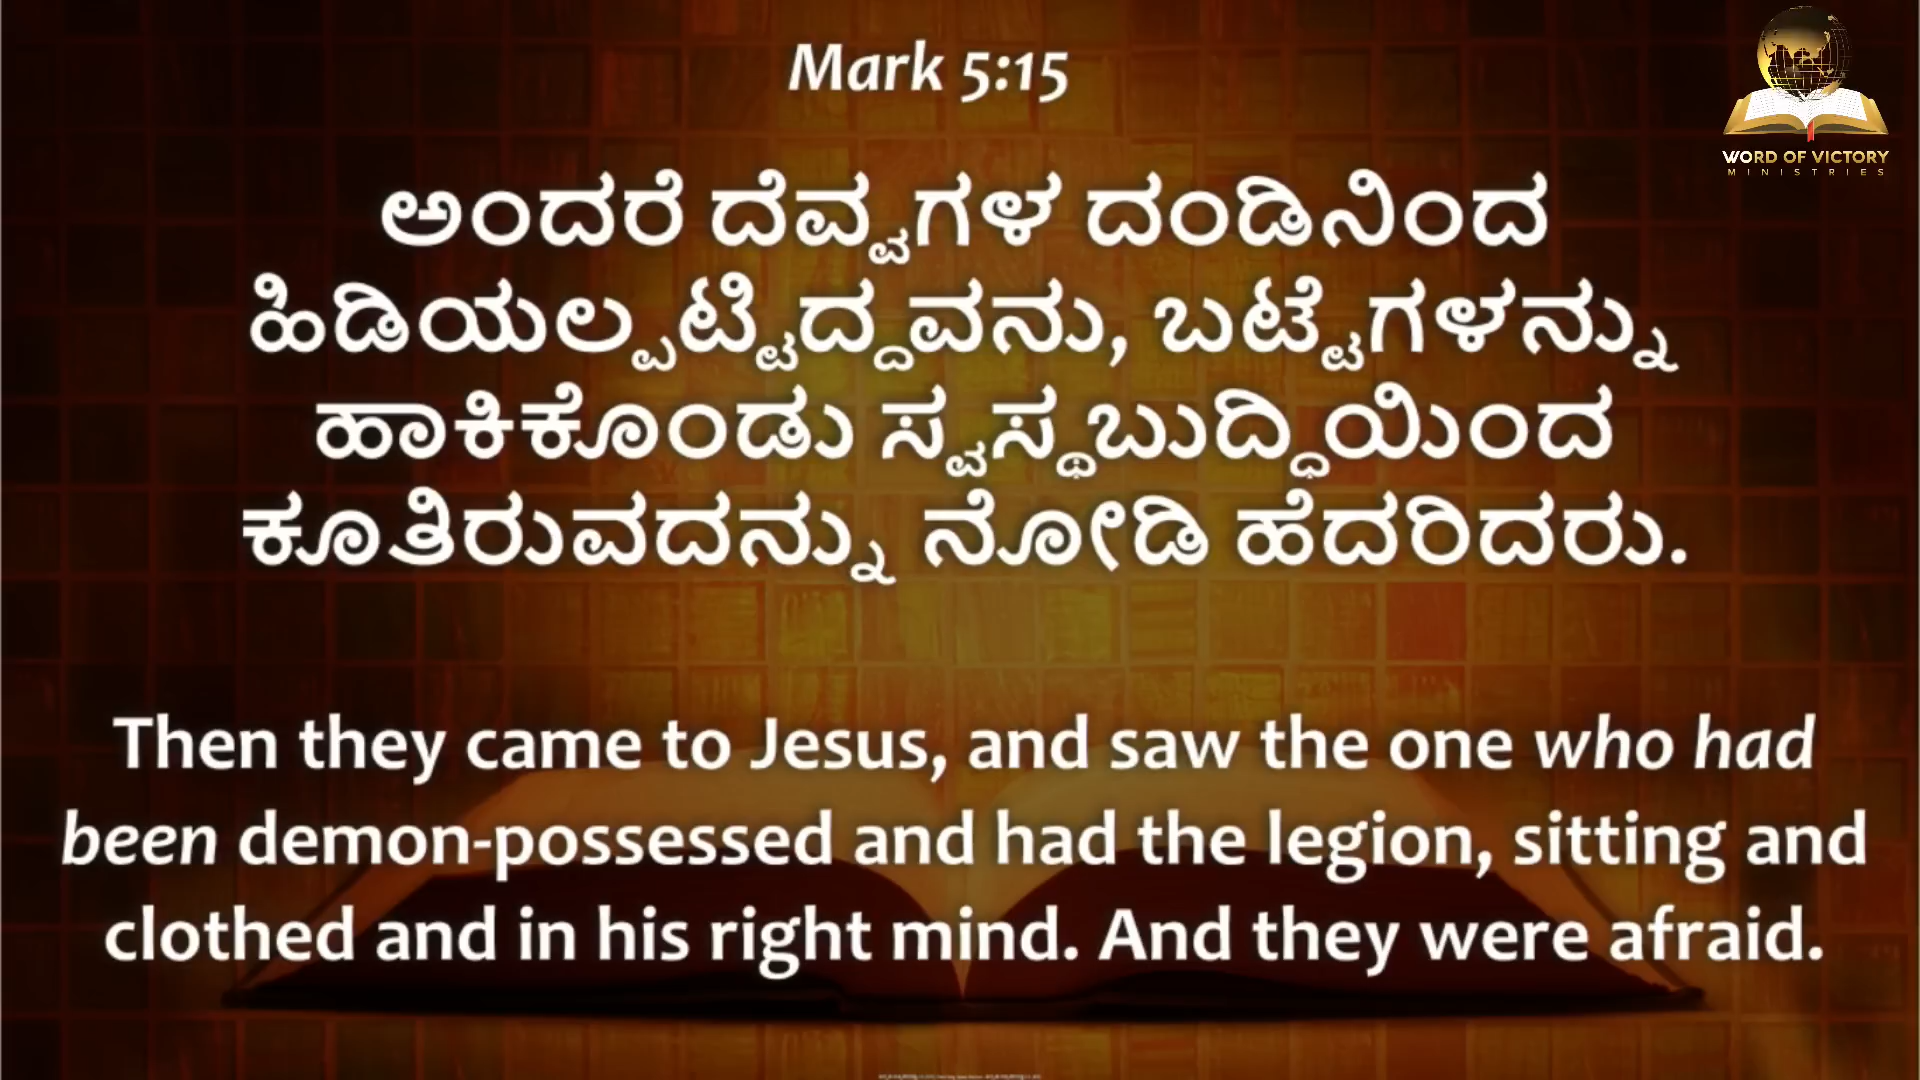 Mark 5:15
WORD OF VICTORY
MINISTRIES
ಅಂದರೆ ದೆವ್ವಗಳ ದಂಡಿನಿಂದ
ಹಿಡಿಯಲ್ಪಟ್ಟಿದ್ದವನು, ಬಟ್ಟೆಗಳನ್ನು
ಹಾಕಿಕೊಂಡು ಸ್ವಸ್ಥಬುದ್ಧಿಯಿಂದ
ಕೂತಿರುವದನ್ನು ನೋಡಿ ಹೆದರಿದರು.
Then they came to Jesus, and saw the one who had
been demon-possessed and had the legion, sitting and
clothed and in his right mind. And they were afraid.